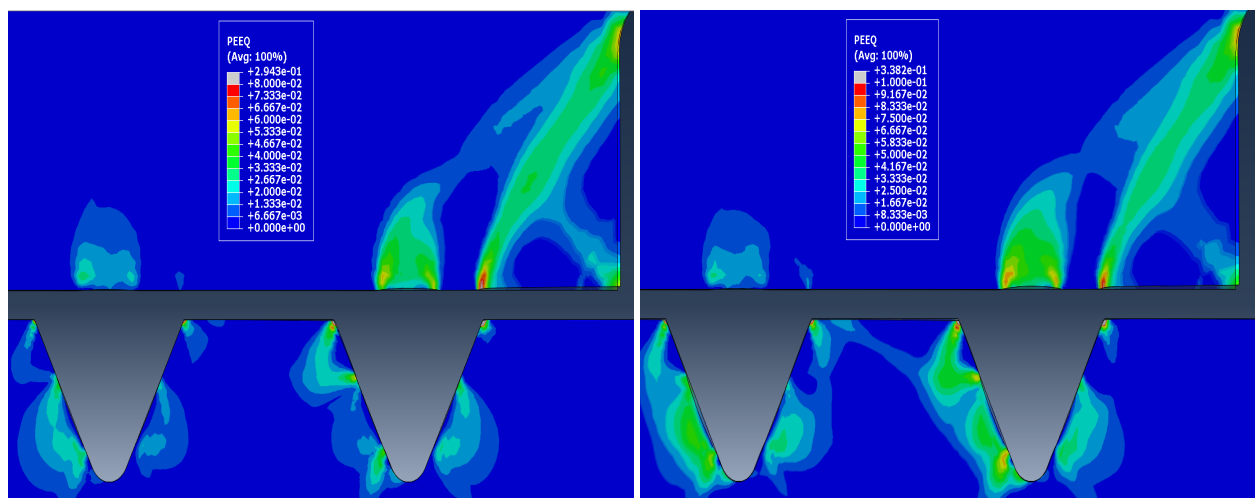 PEEQ
(Avg: 100%)
+2.943e-01
+8.000e-02
+7.333e-02
+6.667e-02
+6.000e-02
+5.333e-02
+4.667e-02
+4.000e-02
+3.333e-02
+2.667e-02
+2.000e-02
+1.333e-02
+6.667e-03
+0.000e+00
PEEQ
(Avg: 100%)
+3.382e-01
+1.000e-01
+9.167e-02
+8.333e-02
+7.500e-02
+6.667e-02
+5.833e-02
+5.000e-02
+4.167e-02
+3.333e-02
+2.500e-02
+1.667e-02
+8.333e-03
+0.000e+00